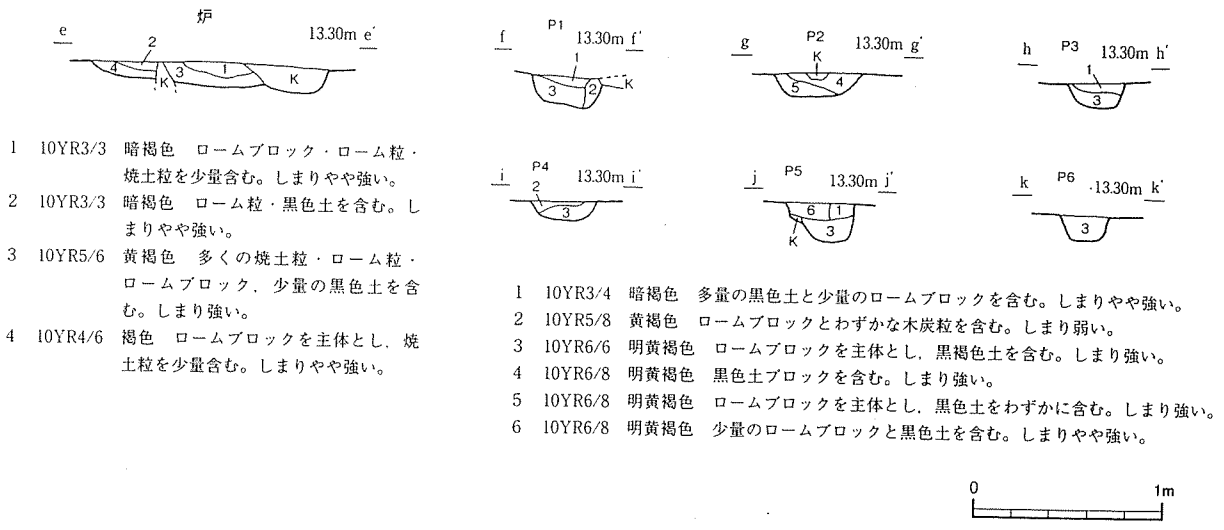 炉
e 13.30m e′
2
4 K 3 1 K
P1
f 13.30m f′
1
3 2 K
P2
g 13.30m g′
K
5 4
P3
h 13.30m h′
1
3
P4
i 13.30m i′
2
3
P5
j 13.30m j′
6 1
K 3
P6
k 13.30m k′
3
1 10YR3/3 暗褐色 ロームブロック・ローム粒・
焼土粒を少量含む。しまりやや強い。
2 10YR3/3 暗褐色 ローム粒・黒色土を含む。し
まりやや強い。
3 10YR5/6 黄褐色 多くの焼土粒・ローム粒・
ロームブロック，少量の黒色土を含
む。しまり強い。
4 10YR4/6 褐色 ロームブロックを主体とし，焼
土粒を少量含む。しまりやや強い。
1 10YR3/4 暗褐色 多量の黒色土と少量のロームブロックを含む。しまりやや強い。
2 10YR5/8 黄褐色 ロームブロックとわずかな木炭粒を含む。しまり弱い。
3 10YR6/6 明黄褐色 ロームブロックを主体とし，黒褐色土を含む。しまり強い。
4 10YR6/8 明黄褐色 黒色土ブロックを含む。しまり強い。
5 10YR6/8 明黄褐色 ロームブロックを主体とし，黒色土をわずかに含む。しまり強い。
6 10YR6/8 明黄褐色 少量のロームブロックと黒色土を含む。しまりやや強い。
0 1m